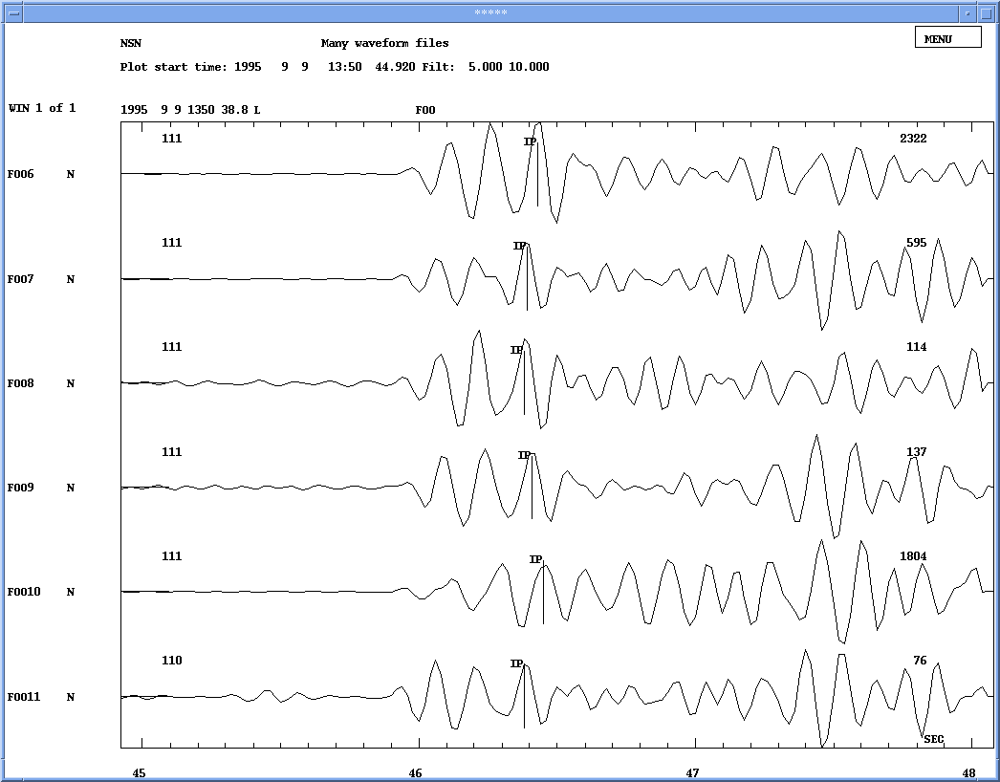 *****
MENU
NSN Many waveform files
Plot start time: 1995 9 9 13:50 44.920 Filt: 5.000 10.000
WIN 1 of 1 1995 9 9 1350 38.8 L F00
111 2322
IP
F006 N
111 595
IP
F007 N
111 114
IP
F008 N
111 137
IP
F009 N
111 1804
IP
F0010 N
110 76
IP
F0011 N
SEC
45 46 47 48